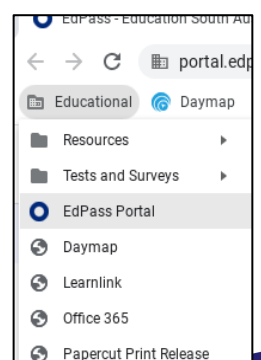 EdPass - Education South Au
portal.edp
Educational Daymap
Resources
Tests and Surveys
EdPass Portal
Daymap
Learnlink
Office 365
Papercut Print Release